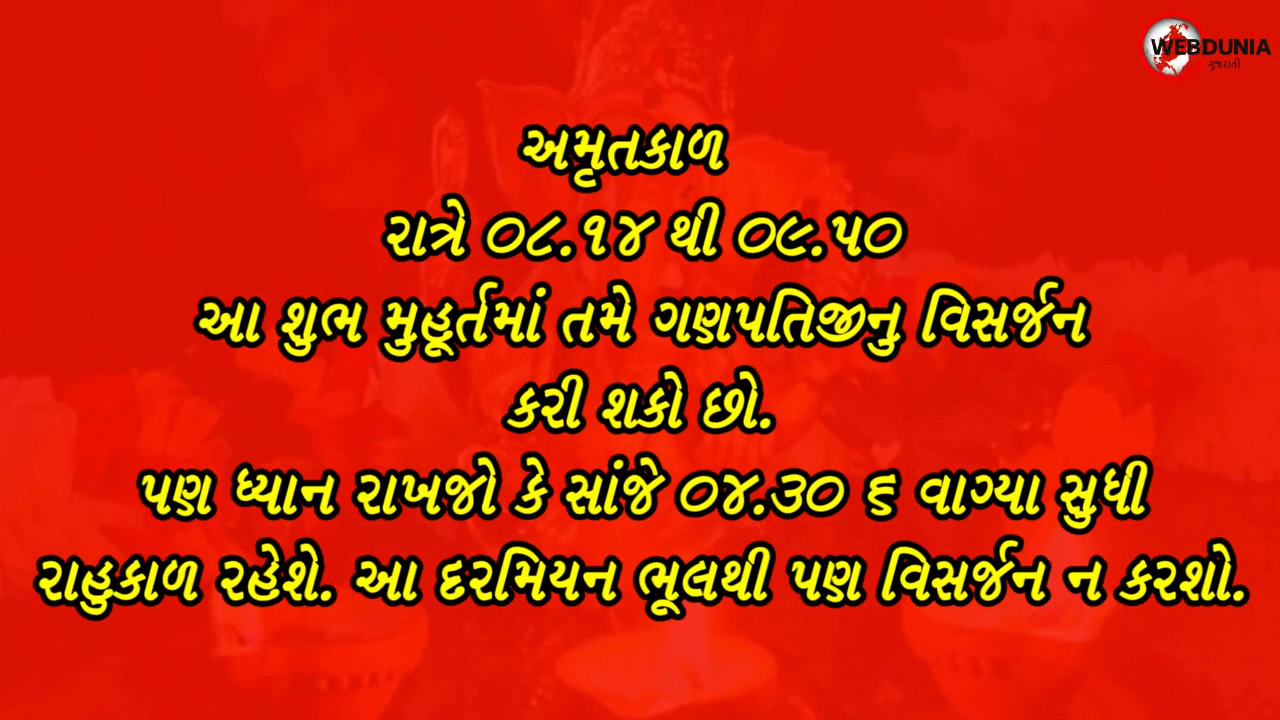 WEBDUNIA
ગુજરાતી
અમૃતકાળ
રાત્રે ૦૮.૧૪ થી ૦૯.૫૦
આ શુભ મુહૂર્તમાં તમે ગણપતિજીનુ વિસર્જન
કરી શકો છો.
પણ ધ્યાન રાખજો કે સાંજે ૦૪.૩૦ ૬ વાગ્યા સુધી
રાહુકાળ રહેશે. આ દરમિયન ભૂલથી પણ વિસર્જન ન કરશો.